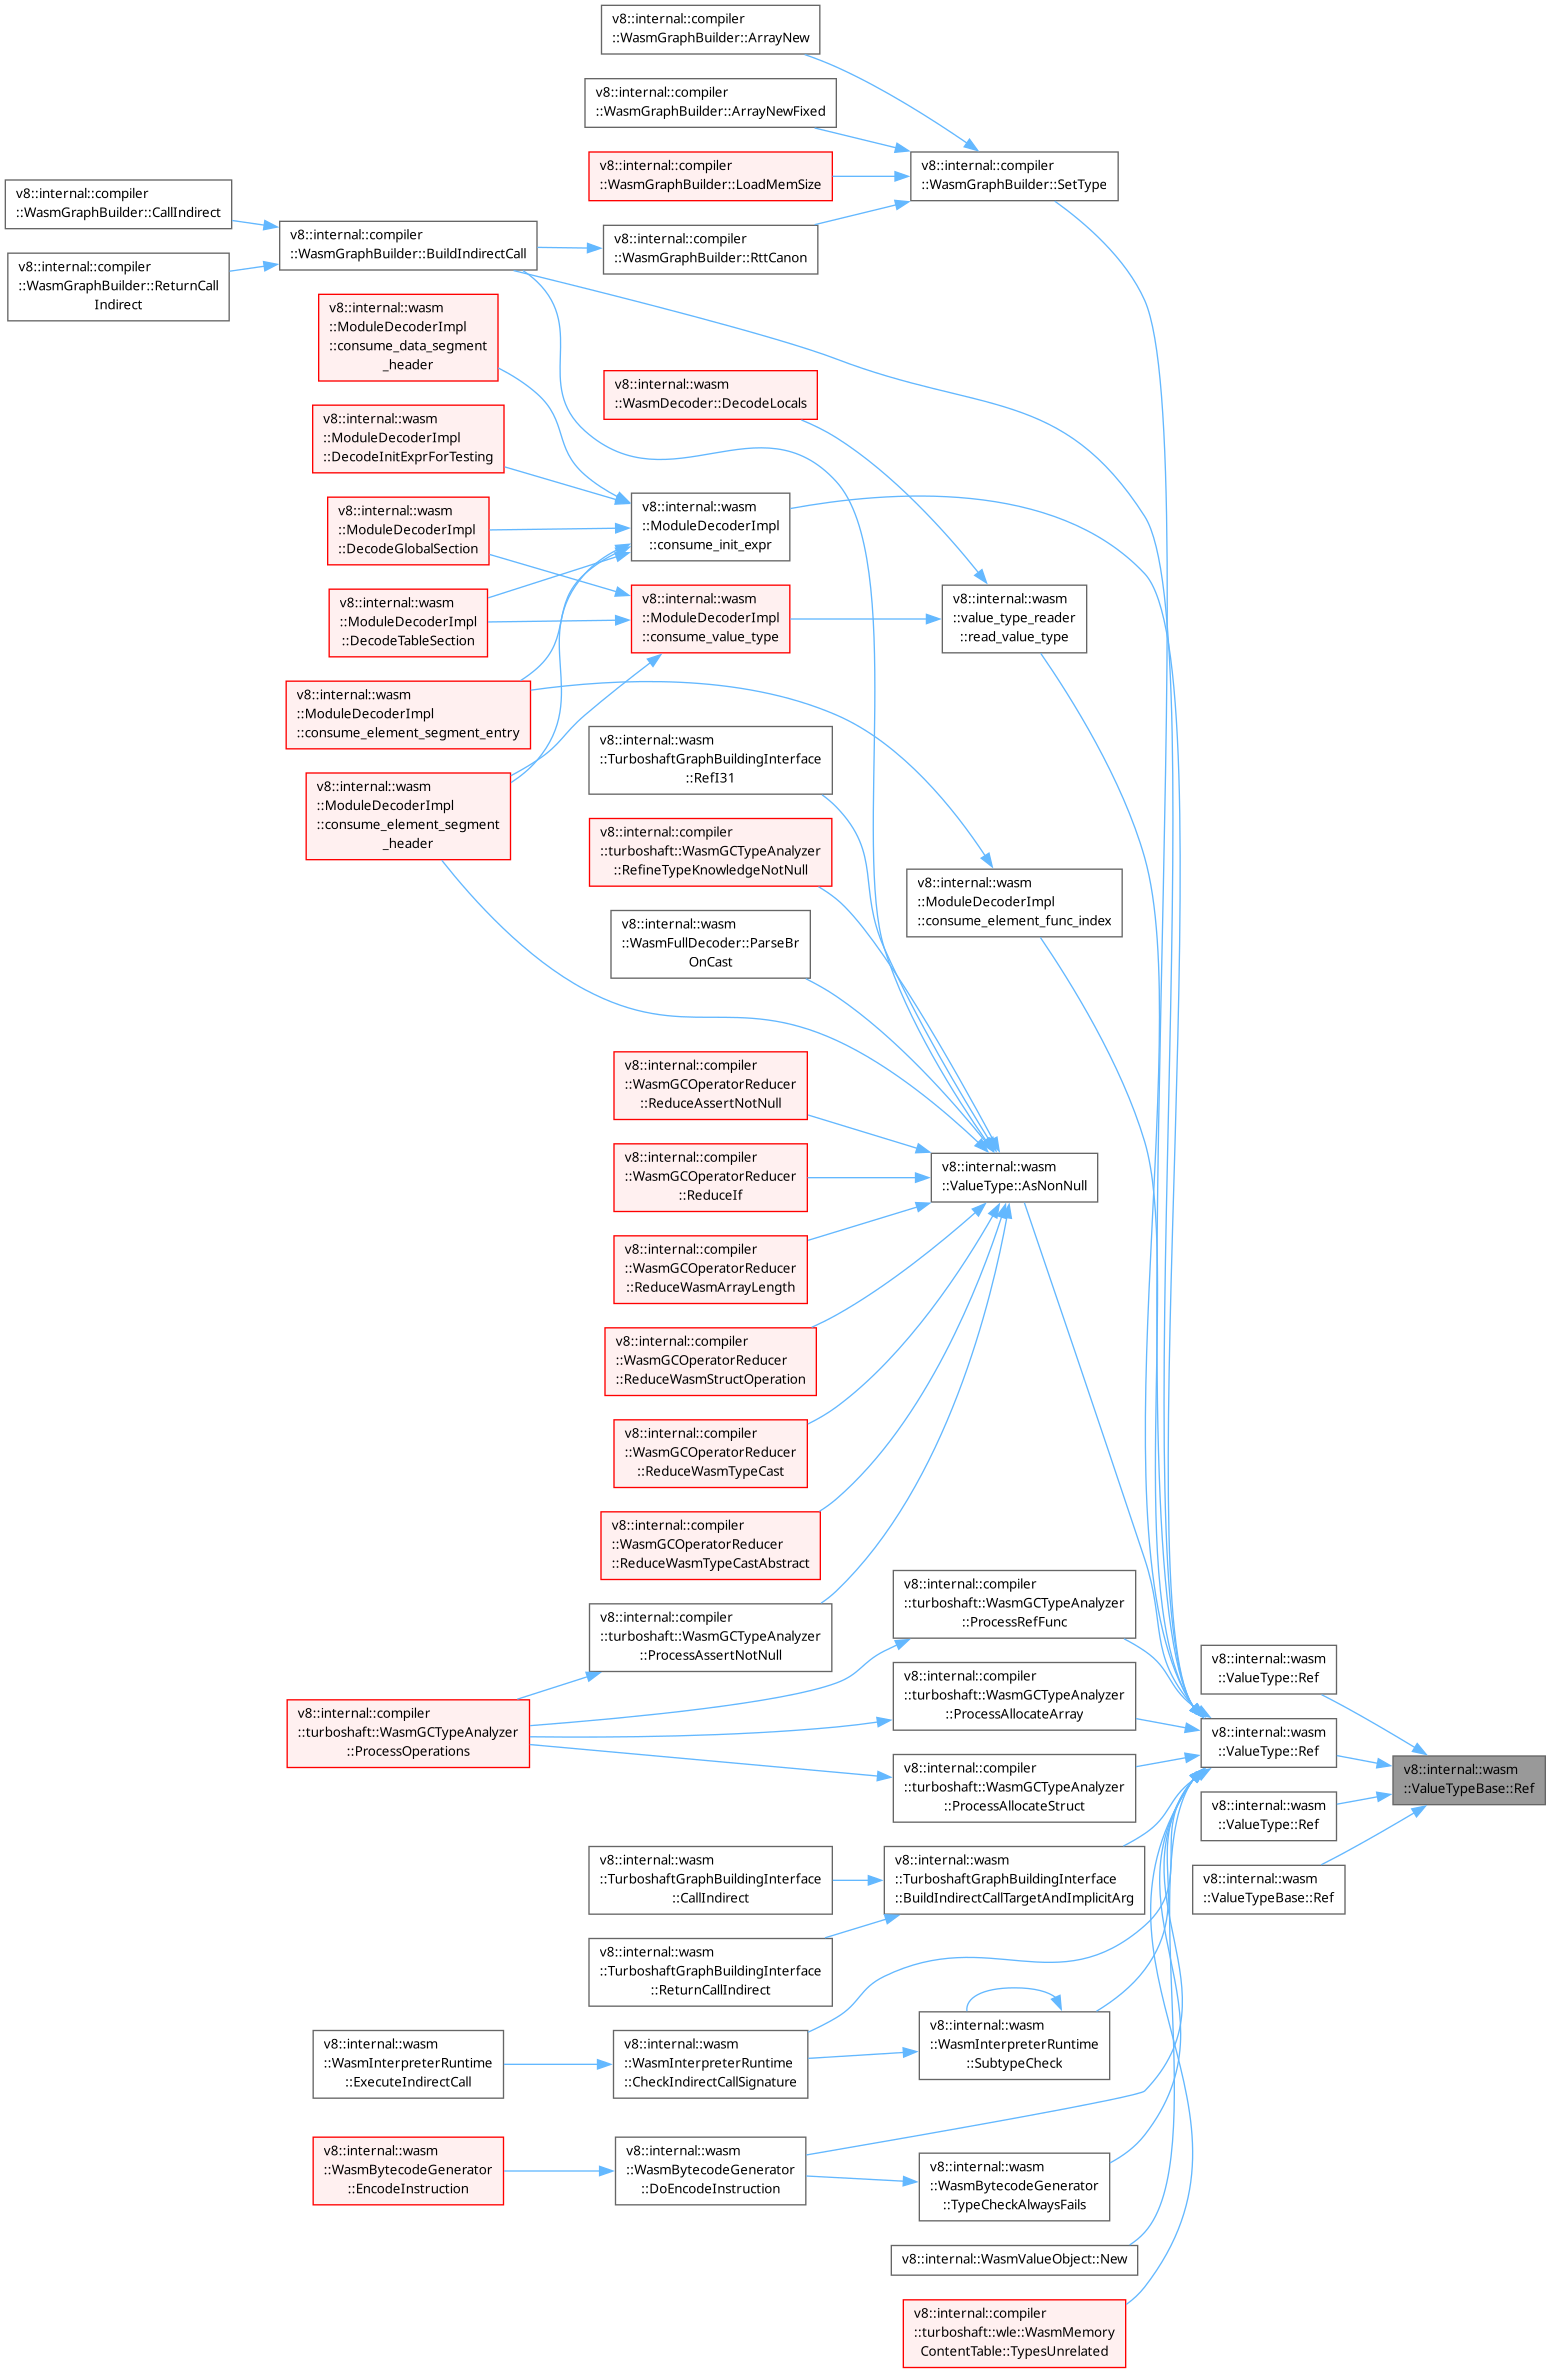 v8::internal::compiler
::WasmGraphBuilder::ArrayNew
v8::internal::compiler
::WasmGraphBuilder::ArrayNewFixed
v8::internal::compiler
::WasmGraphBuilder::LoadMemSize
v8::internal::compiler
::WasmGraphBuilder::SetType
v8::internal::compiler
::WasmGraphBuilder::CallIndirect
v8::internal::compiler
::WasmGraphBuilder::BuildIndirectCall
v8::internal::compiler
::WasmGraphBuilder::RttCanon
v8::internal::compiler
::WasmGraphBuilder::ReturnCall
Indirect
v8::internal::wasm
::ModuleDecoderImpl
::consume_data_segment
_header
v8::internal::wasm
::WasmDecoder::DecodeLocals
v8::internal::wasm
::ModuleDecoderImpl
::DecodeInitExprForTesting
v8::internal::wasm
::ModuleDecoderImpl
::DecodeGlobalSection
v8::internal::wasm
::ModuleDecoderImpl
::consume_init_expr
v8::internal::wasm
::ModuleDecoderImpl
::DecodeTableSection
v8::internal::wasm
::ModuleDecoderImpl
::consume_value_type
v8::internal::wasm
::value_type_reader
::read_value_type
v8::internal::wasm
::ModuleDecoderImpl
::consume_element_segment_entry
v8::internal::wasm
::TurboshaftGraphBuildingInterface
::RefI31
v8::internal::wasm
::ModuleDecoderImpl
::consume_element_segment
_header
v8::internal::compiler
::turboshaft::WasmGCTypeAnalyzer
::RefineTypeKnowledgeNotNull
v8::internal::wasm
::ModuleDecoderImpl
::consume_element_func_index
v8::internal::wasm
::WasmFullDecoder::ParseBr
OnCast
v8::internal::compiler
::WasmGCOperatorReducer
::ReduceAssertNotNull
v8::internal::compiler
::WasmGCOperatorReducer
::ReduceIf
v8::internal::wasm
::ValueType::AsNonNull
v8::internal::compiler
::WasmGCOperatorReducer
::ReduceWasmArrayLength
v8::internal::compiler
::WasmGCOperatorReducer
::ReduceWasmStructOperation
v8::internal::compiler
::WasmGCOperatorReducer
::ReduceWasmTypeCast
v8::internal::compiler
::WasmGCOperatorReducer
::ReduceWasmTypeCastAbstract
v8::internal::compiler
::turboshaft::WasmGCTypeAnalyzer
::ProcessRefFunc
v8::internal::compiler
::turboshaft::WasmGCTypeAnalyzer
::ProcessAssertNotNull
v8::internal::wasm
::ValueType::Ref
v8::internal::compiler
::turboshaft::WasmGCTypeAnalyzer
::ProcessOperations
v8::internal::compiler
::turboshaft::WasmGCTypeAnalyzer
::ProcessAllocateArray
v8::internal::wasm
::ValueType::Ref
v8::internal::wasm
::ValueTypeBase::Ref
v8::internal::compiler
::turboshaft::WasmGCTypeAnalyzer
::ProcessAllocateStruct
v8::internal::wasm
::ValueType::Ref
v8::internal::wasm
::TurboshaftGraphBuildingInterface
::CallIndirect
v8::internal::wasm
::TurboshaftGraphBuildingInterface
::BuildIndirectCallTargetAndImplicitArg
v8::internal::wasm
::ValueTypeBase::Ref
v8::internal::wasm
::TurboshaftGraphBuildingInterface
::ReturnCallIndirect
v8::internal::wasm
::WasmInterpreterRuntime
::ExecuteIndirectCall
v8::internal::wasm
::WasmInterpreterRuntime
::CheckIndirectCallSignature
v8::internal::wasm
::WasmInterpreterRuntime
::SubtypeCheck
v8::internal::wasm
::WasmBytecodeGenerator
::EncodeInstruction
v8::internal::wasm
::WasmBytecodeGenerator
::DoEncodeInstruction
v8::internal::wasm
::WasmBytecodeGenerator
::TypeCheckAlwaysFails
v8::internal::WasmValueObject::New
v8::internal::compiler
::turboshaft::wle::WasmMemory
ContentTable::TypesUnrelated